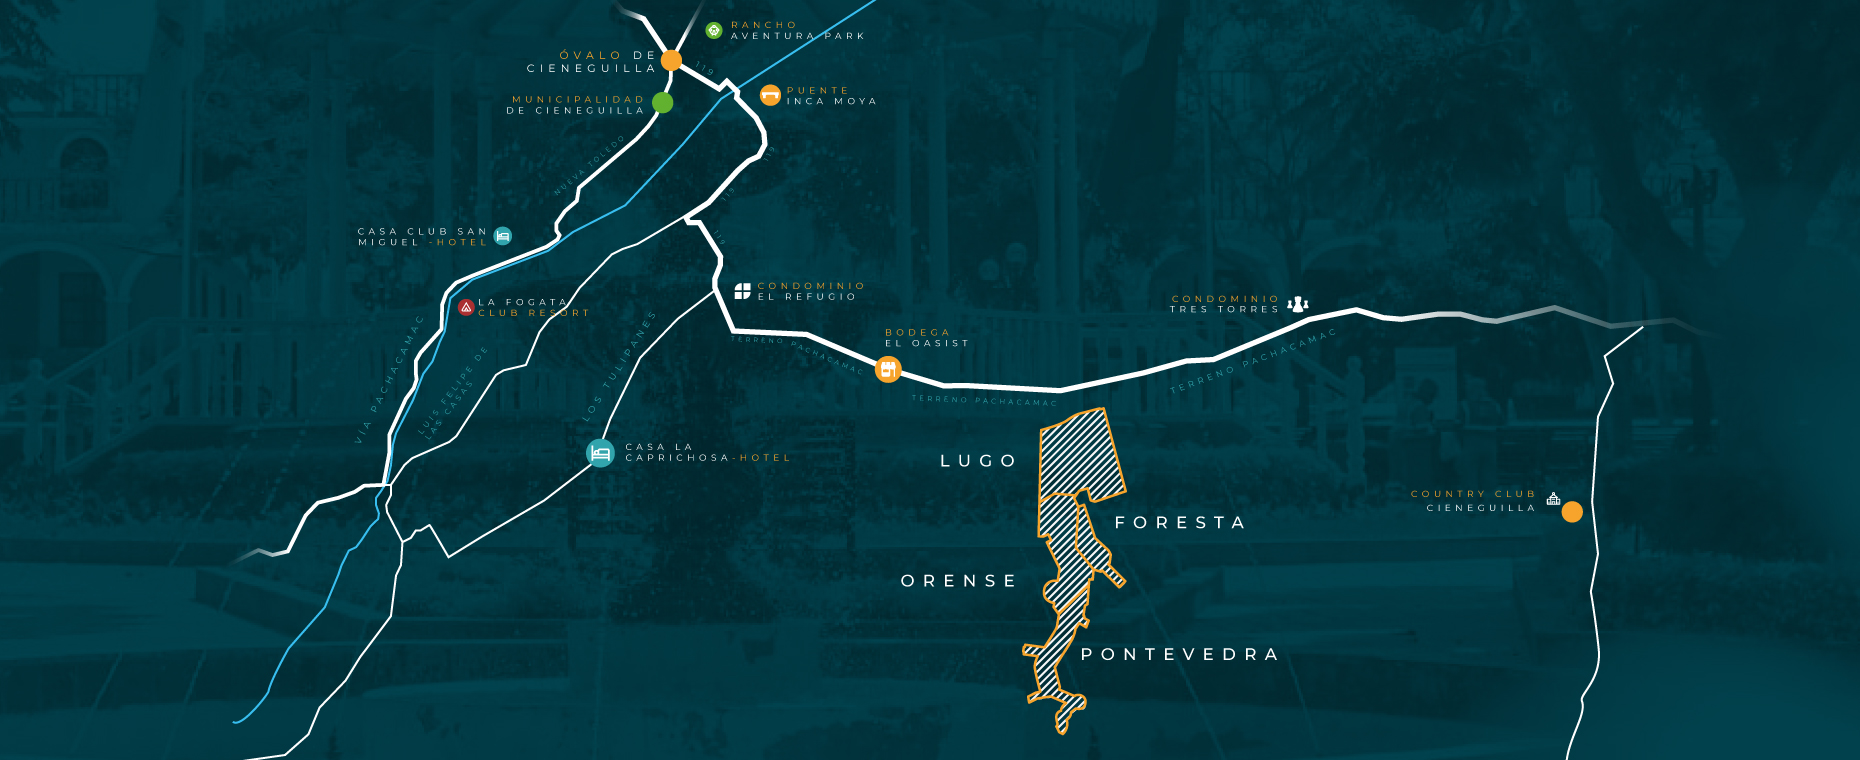 RANCHO
AVENTURA PARK
ÓVALO DE
CIENEGUILLA
119
PUENTE
INCA MOYA
MUNICIPALIDAD
DE CIENEGUILLA
NUEVA TOLEDO
119
119
CASA CLUB SAN
MIGUEL -HOTEL
119
CONDOMINIO
EL REFUGIO
LA FOGATA
CLUB RESORT
CONDOMINIO
TRES TORRES
BODEGA
EL OASIST
VÍA PACHACAMAC
LUIS FELIPE DE
LAS CASAS
LOS TULIPANES
TERRENO PACHACAMAC
TERRENO PACHACAMAC
TERRENO PACHACAMAC
CASA LA
CAPRICHOSA-HOTEL
LUGO
COUNTRY CLUB
CIENEGUILLA
FORESTA
ORENSE
PONTEVEDRA